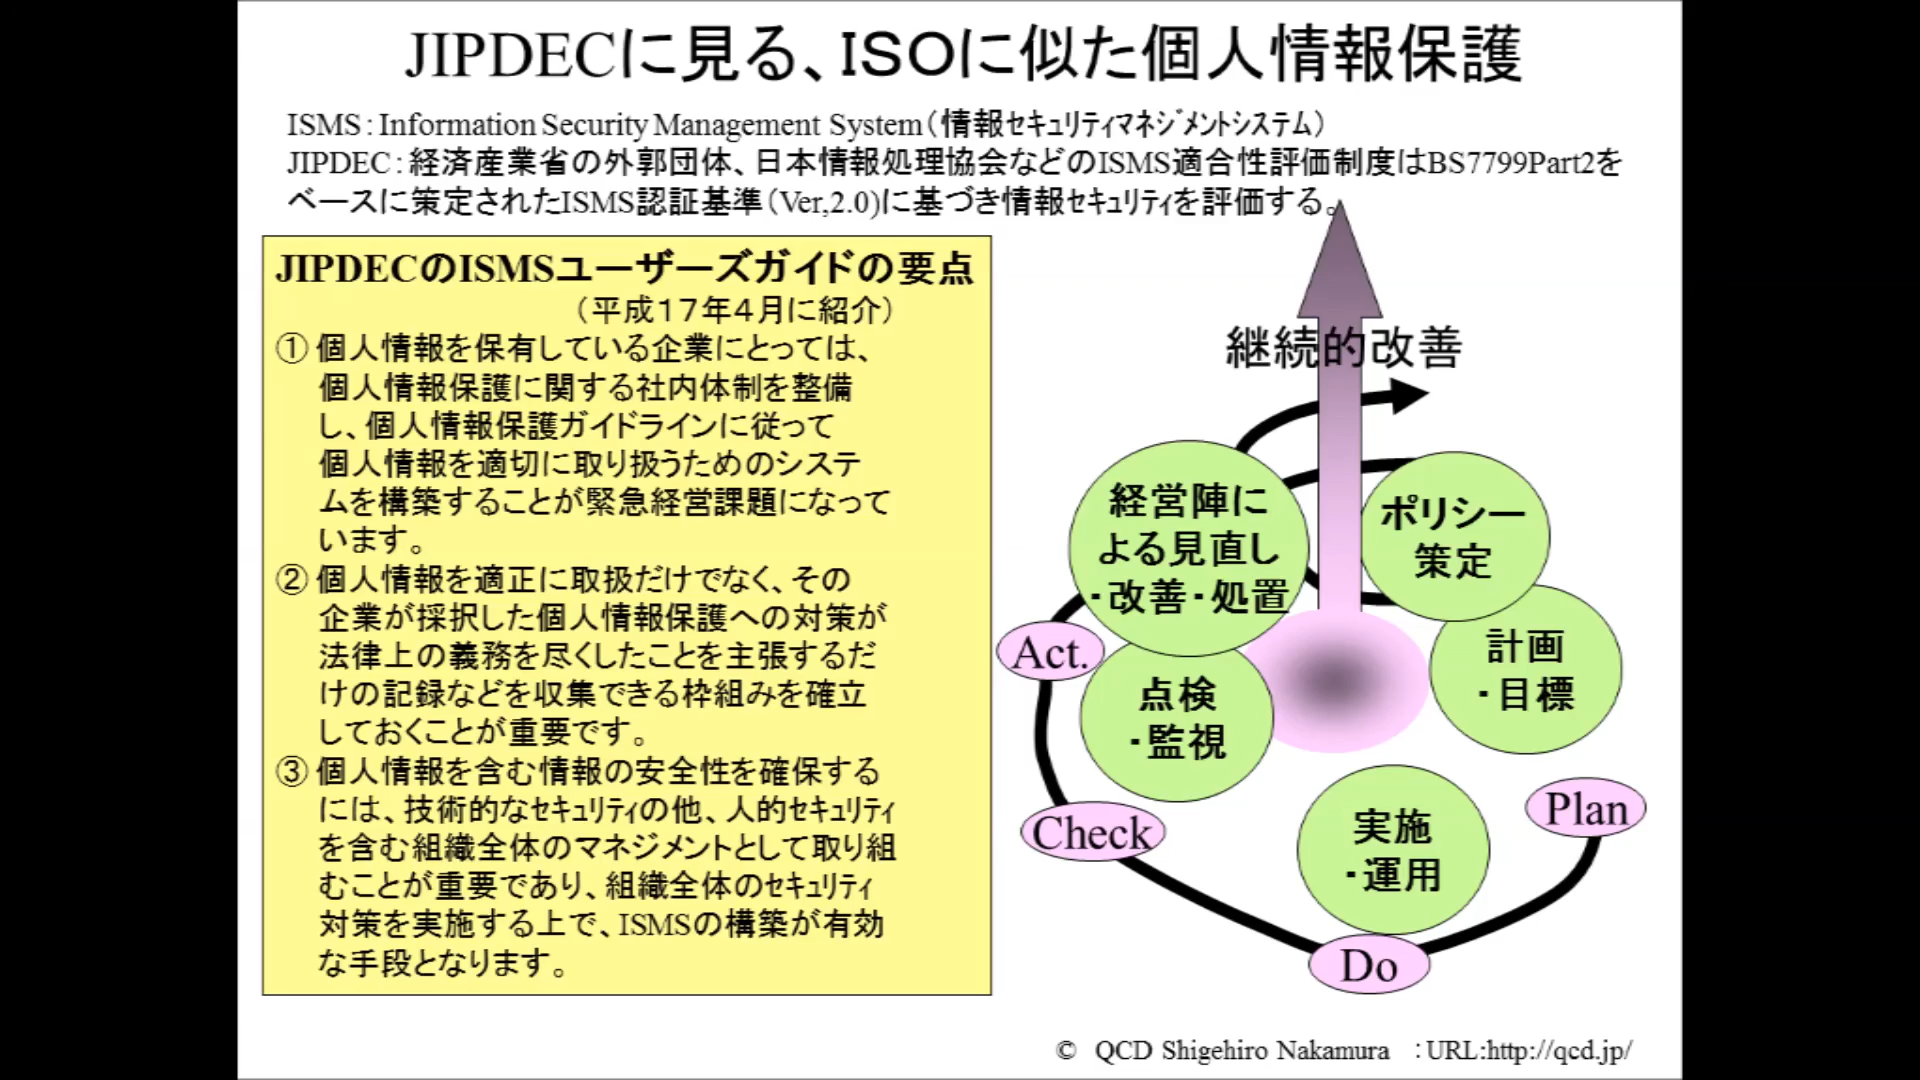 JIPDECに見る、ISOに似た個人情報保護
ISMS：Information Security Management System（情報ｾｷｭﾘﾃｨﾏﾈｼﾞﾒﾝﾄｼｽﾃﾑ）
JIPDEC：経済産業省の外郭団体、日本情報処理協会などのISMS適合性評価制度はBS7799Part2を
ベースに策定されたISMS認証基準（Ver,2.0)に基づき情報ｾｷｭﾘﾃｨを評価する。
JIPDECのISMSユーザーズガイドの要点
（平成１７年４月に紹介）
① 個人情報を保有している企業にとっては、
個人情報保護に関する社内体制を整備
し、個人情報保護ガイドラインに従って
個人情報を適切に取り扱うためのシステ
ムを構築することが緊急経営課題になって
います。
② 個人情報を適正に取扱だけでなく、その
企業が採択した個人情報保護への対策が
法律上の義務を尽くしたことを主張するだ
けの記録などを収集できる枠組みを確立
しておくことが重要です。
③ 個人情報を含む情報の安全性を確保する
には、技術的なｾｷｭﾘﾃｨの他、人的ｾｷｭﾘﾃｨ
を含む組織全体のマネジメントとして取り組
むことが重要であり、組織全体のｾｷｭﾘﾃｨ
対策を実施する上で、ISMSの構築が有効
な手段となります。
継続的改善
経営陣に
よる見直し
・改善・処置
ポリシー
策定
計画
・目標
Act.
点検
・監視
Plan
Check
実施
・運用
Do
© QCD Shigehiro Nakamura ：URL:http://qcd.jp/